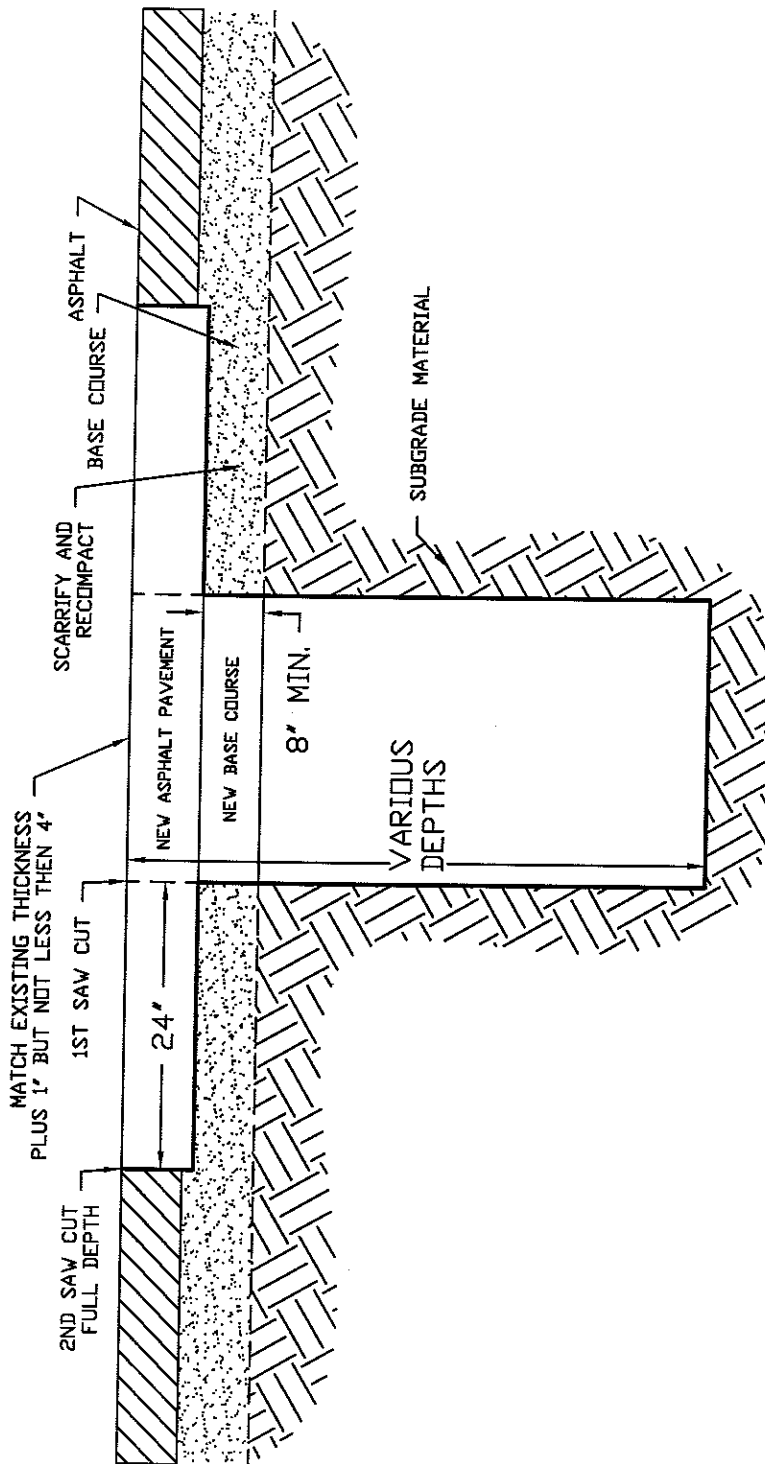 MATCH EXISTING THICKNESS
PLUS 1" BUT NOT LESS THEN 4"
2ND SAW CUT
FULL DEPTH
1ST SAW CUT
SCARRIFY AND
RECOMPACT
BASE COURSE
ASPHALT
24"
NEW ASPHALT PAVEMENT
NEW BASE COURSE
8" MIN.
VARIOUS
DEPTHS
SUBGRADE MATERIAL